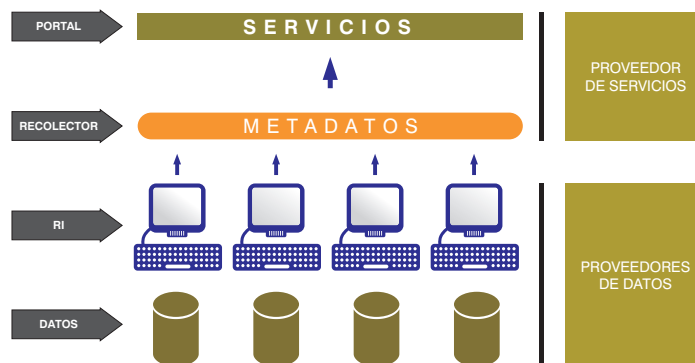 PORTAL
SERVICIOS
PROVEEDOR
DE SERVICIOS
RECOLECTOR
METADATOS
RI
PROVEEDORES
DE DATOS
DATOS